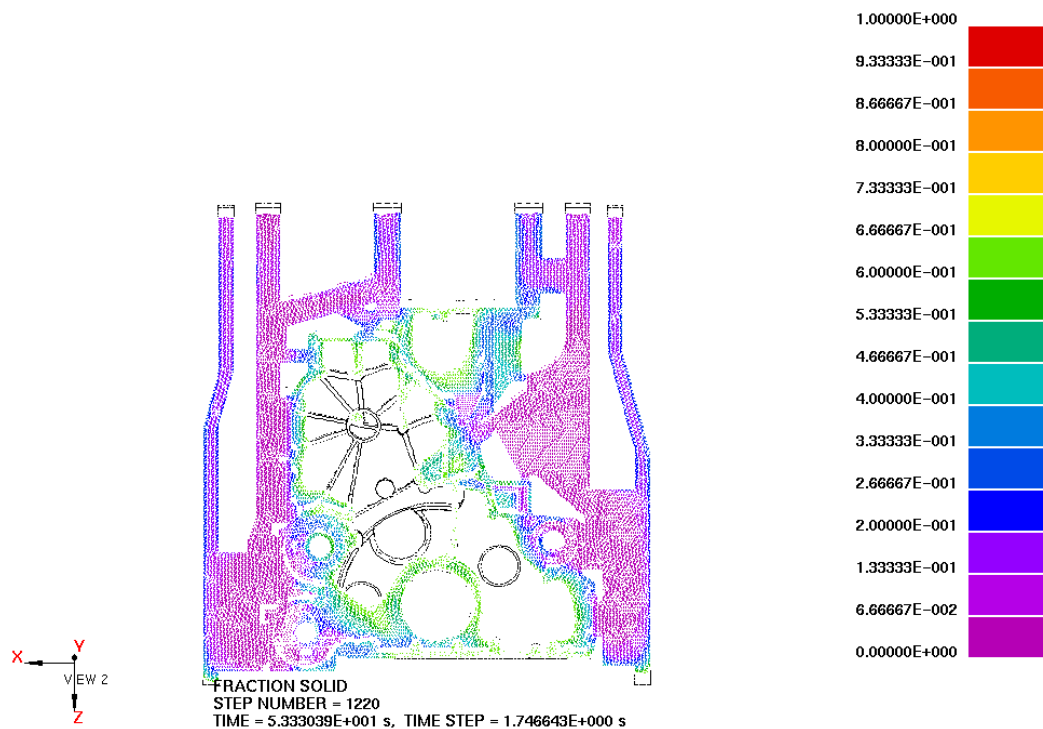 1.00000E+000
9.33333E-001
8.66667E-001
8.00000E-001
7.33333E-001
6.66667E-001
6.00000E-001
5.33333E-001
4.66667E-001
4.00000E-001
3.33333E-001
2.66667E-001
2.00000E-001
1.33333E-001
6.66667E-002
0.00000E+000
Y
X
VIEW 2
Z
FRACTION SOLID
STEP NUMBER = 1220
TIME = 5.333039E+001 s, TIME STEP = 1.746643E+000 s